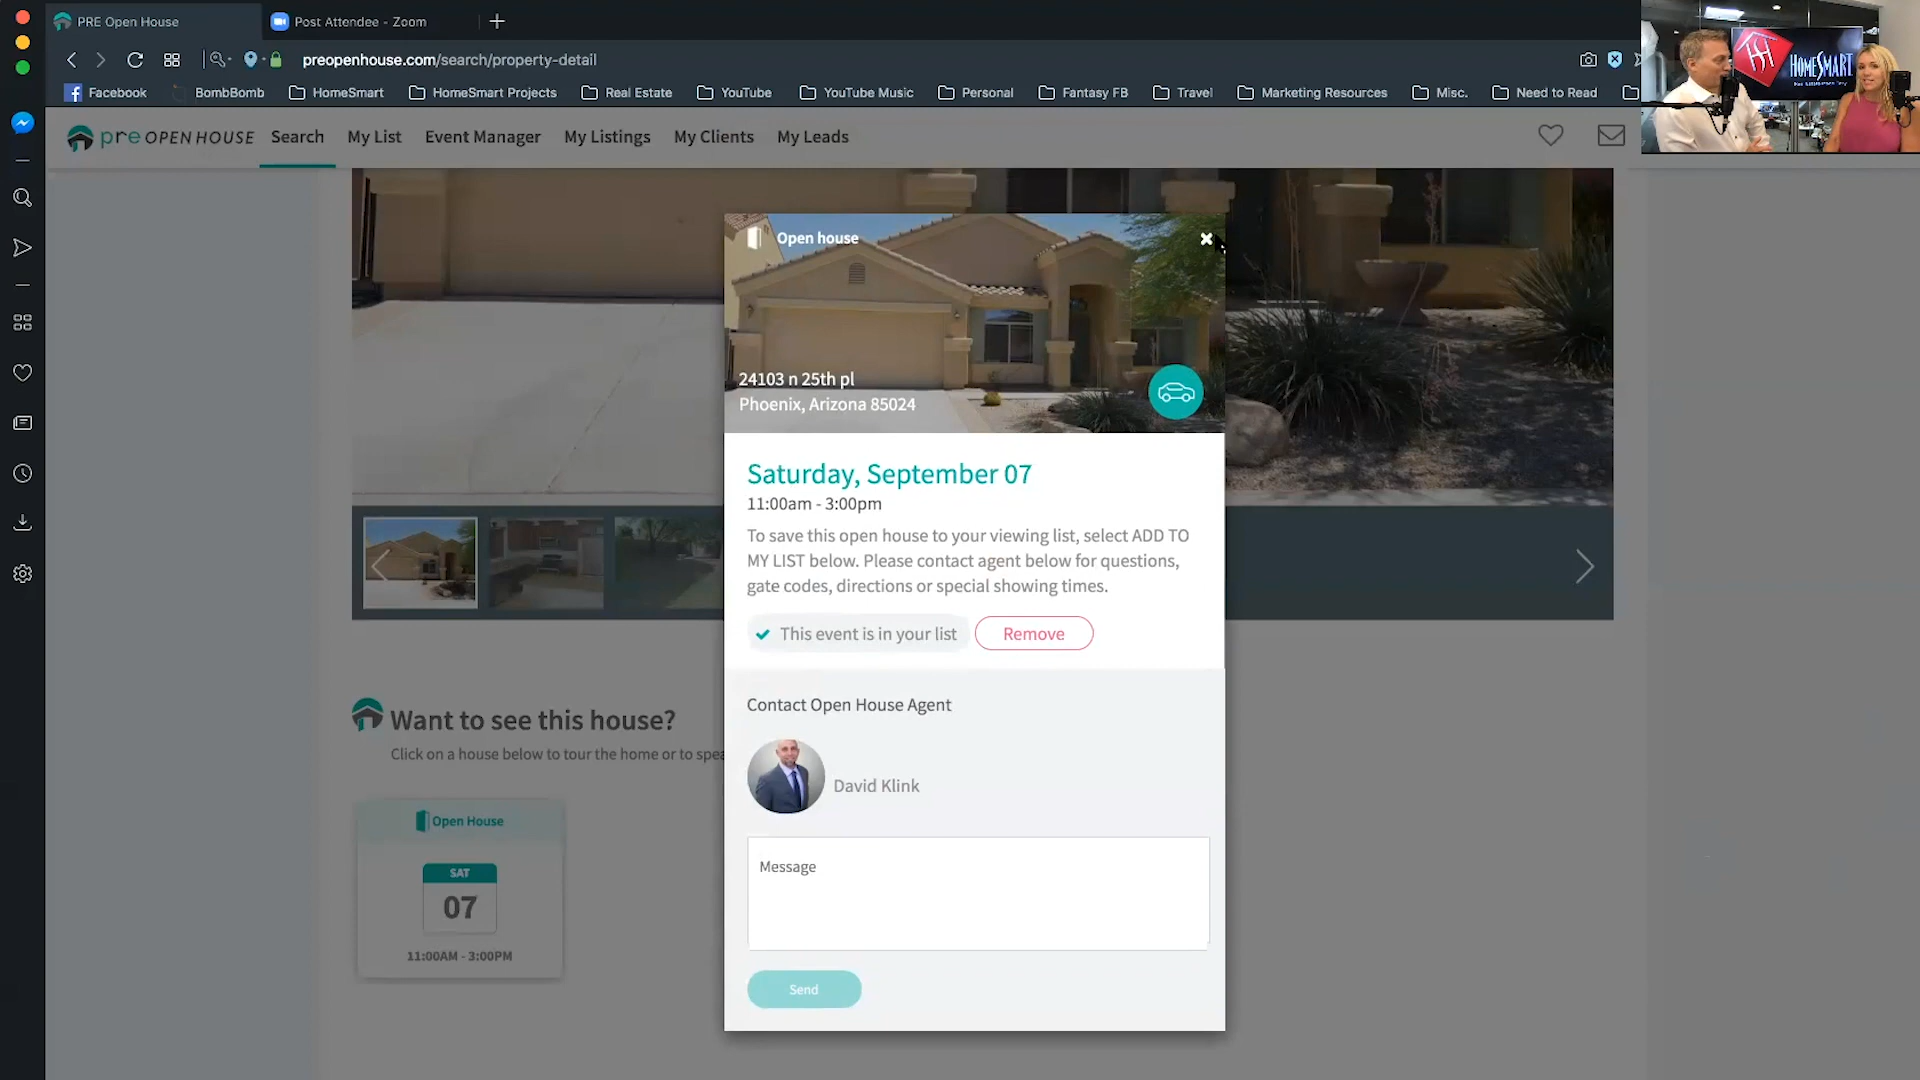 PRE Open House
Post Attendee - Zoom
preopenhouse.com/search/property-detail
Facebook
BombBomb
HomeSmart
HomeSmart Projects
Real Estate
YouTube
YouTube Music
Personal
Fantasy FB
Travel
Marketing Resources
Misc.
Need to Read
HOMESMART
pre OPEN HOUSE
Search
My List
Event Manager
My Listings
My Clients
My Leads
Open house
24103 n 25th pl
Phoenix, Arizona 85024
Saturday, September 07
11:00am - 3:00pm
To save this open house to your viewing list, select ADD TO
MY LIST below. Please contact agent below for questions,
gate codes, directions or special showing times.
This event is in your list
Remove
Contact Open House Agent
David Klink
Message
Send
Want to see this house?
Click on a house below to tour the home or to spea
Open House
SAT
07
11:00AM - 3:00PM